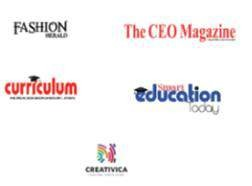 FASHION
HERALD
The CEO Magazine
curriculum
Smart
education
Today
CREATIVICA